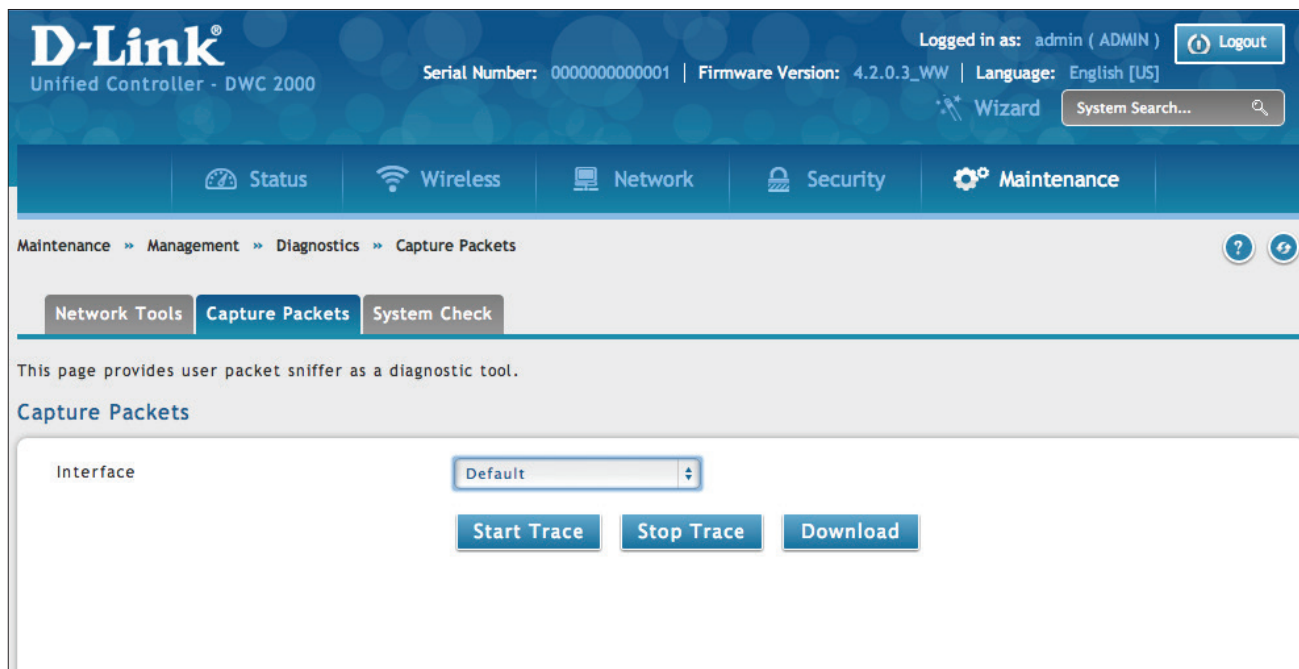 D-Link®
Unified Controller - DWC 2000
Logged in as: admin ( ADMIN )
Logout
Serial Number: 0000000000001 | Firmware Version: 4.2.0.3_WW | Language: English [US]
Wizard
System Search...
Status
Wireless
Network
Security
Maintenance
Maintenance » Management » Diagnostics » Capture Packets
?
Network Tools
Capture Packets
System Check
This page provides user packet sniffer as a diagnostic tool.
Capture Packets
Interface
Default
Start Trace
Stop Trace
Download